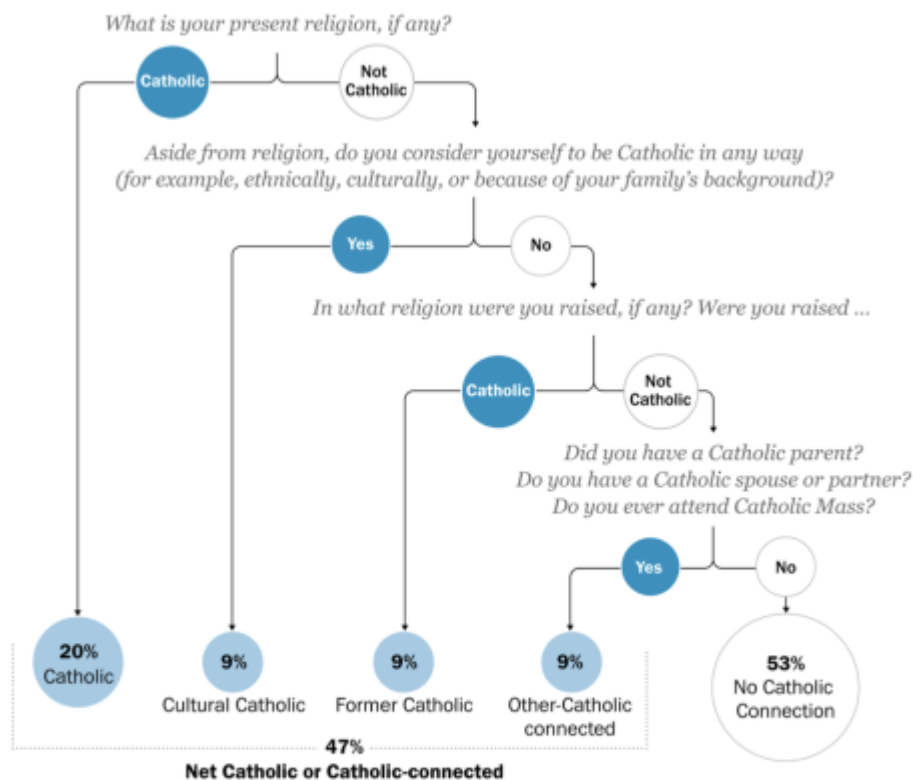 What is your present religion, if any?
Catholic
Not
Catholic
Aside from religion, do you consider yourself to be Catholic in any way
(for example, ethnically, culturally, or because of your family’s background)?
Yes
No
In what religion were you raised, if any? Were you raised ...
Catholic
Not
Catholic
Did you have a Catholic parent?
Do you have a Catholic spouse or partner?
Do you ever attend Catholic Mass?
Yes
No
20%
Catholic
9%
Cultural Catholic
9%
Former Catholic
9%
Other-Catholic
connected
53%
No Catholic
Connection
47%
Net Catholic or Catholic-connected